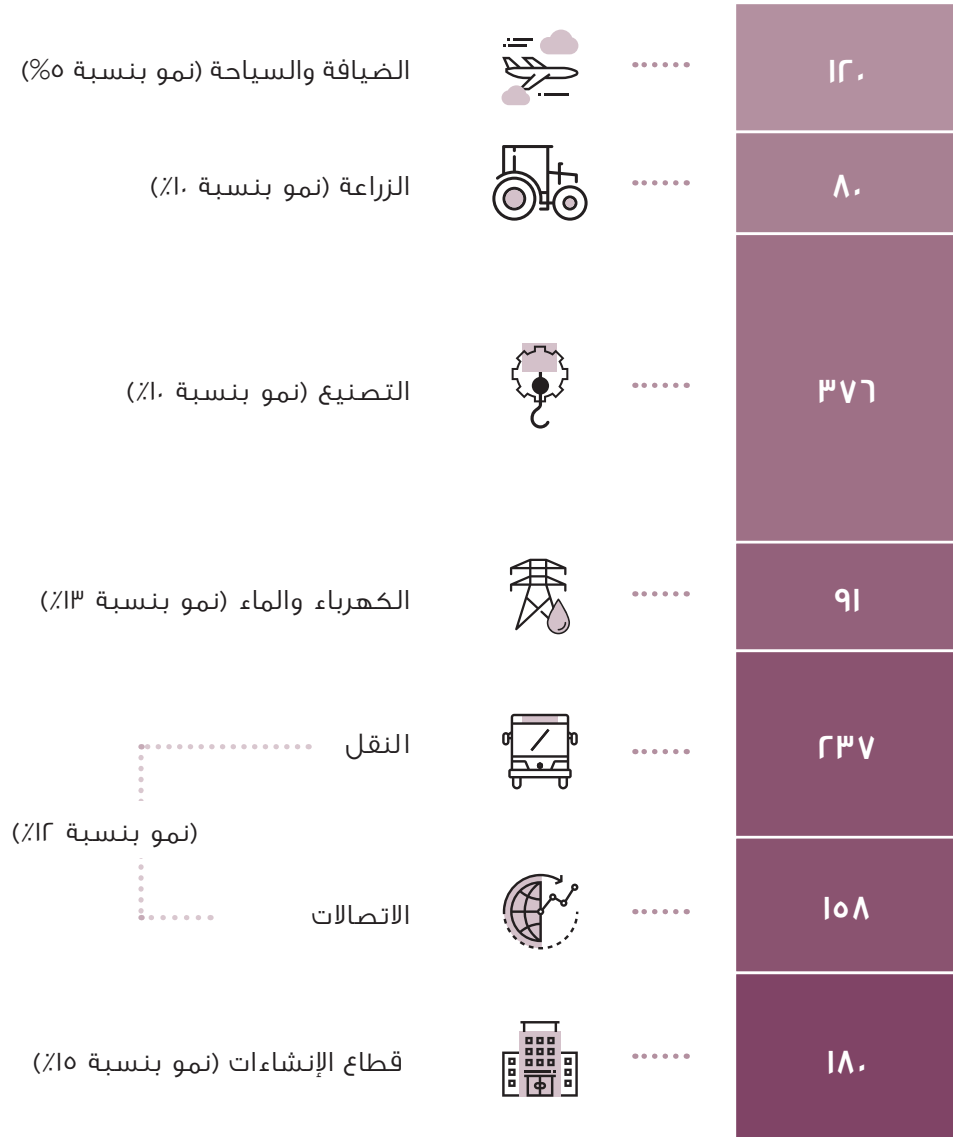 ١٢٠
الضيافة والسياحة (نمو بنسبة ٥%)
٨٠
الزراعة (نمو بنسبة ١٠٪)
٣٧٦
التصنيع (نمو بنسبة ١٠٪)
٩١
الكهرباء والماء (نمو بنسبة ١٣٪)
٢٣٧
النقل
(نمو بنسبة ١٢٪)
١٥٨
الاتصالات
١٨٠
قطاع الإنشاءات (نمو بنسبة ١٥٪)